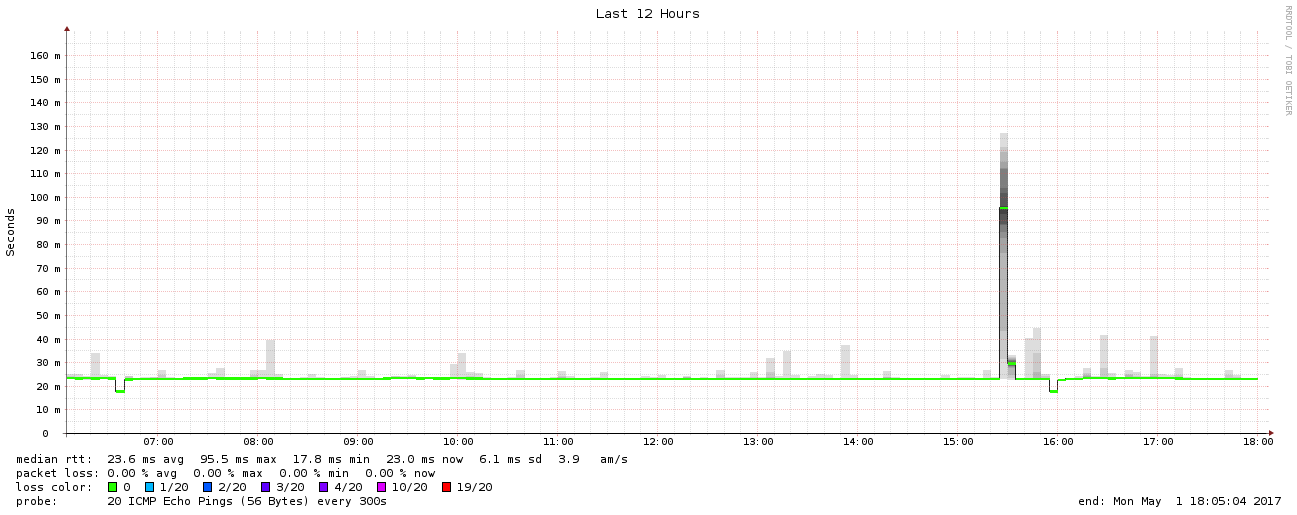 Last 12 Hours
RRDTOOL / TOBI OETIKER
Seconds
160 m
150 m
140 m
130 m
120 m
110 m
100 m
90 m
80 m
70 m
60 m
50 m
40 m
30 m
20 m
10 m
0
07:00 08:00 09:00 10:00 11:00 12:00 13:00 14:00 15:00 16:00 17:00 18:00
median rtt: 23.6 ms avg 95.5 ms max 17.8 ms min 23.0 ms now 6.1 ms sd 3.9 am/s
packet loss: 0.00 % avg 0.00 % max 0.00 % min 0.00 % now
loss color: 0 1/20 2/20 3/20 4/20 10/20 19/20
probe: 20 ICMP Echo Pings (56 Bytes) every 300s end: Mon May 1 18:05:04 2017